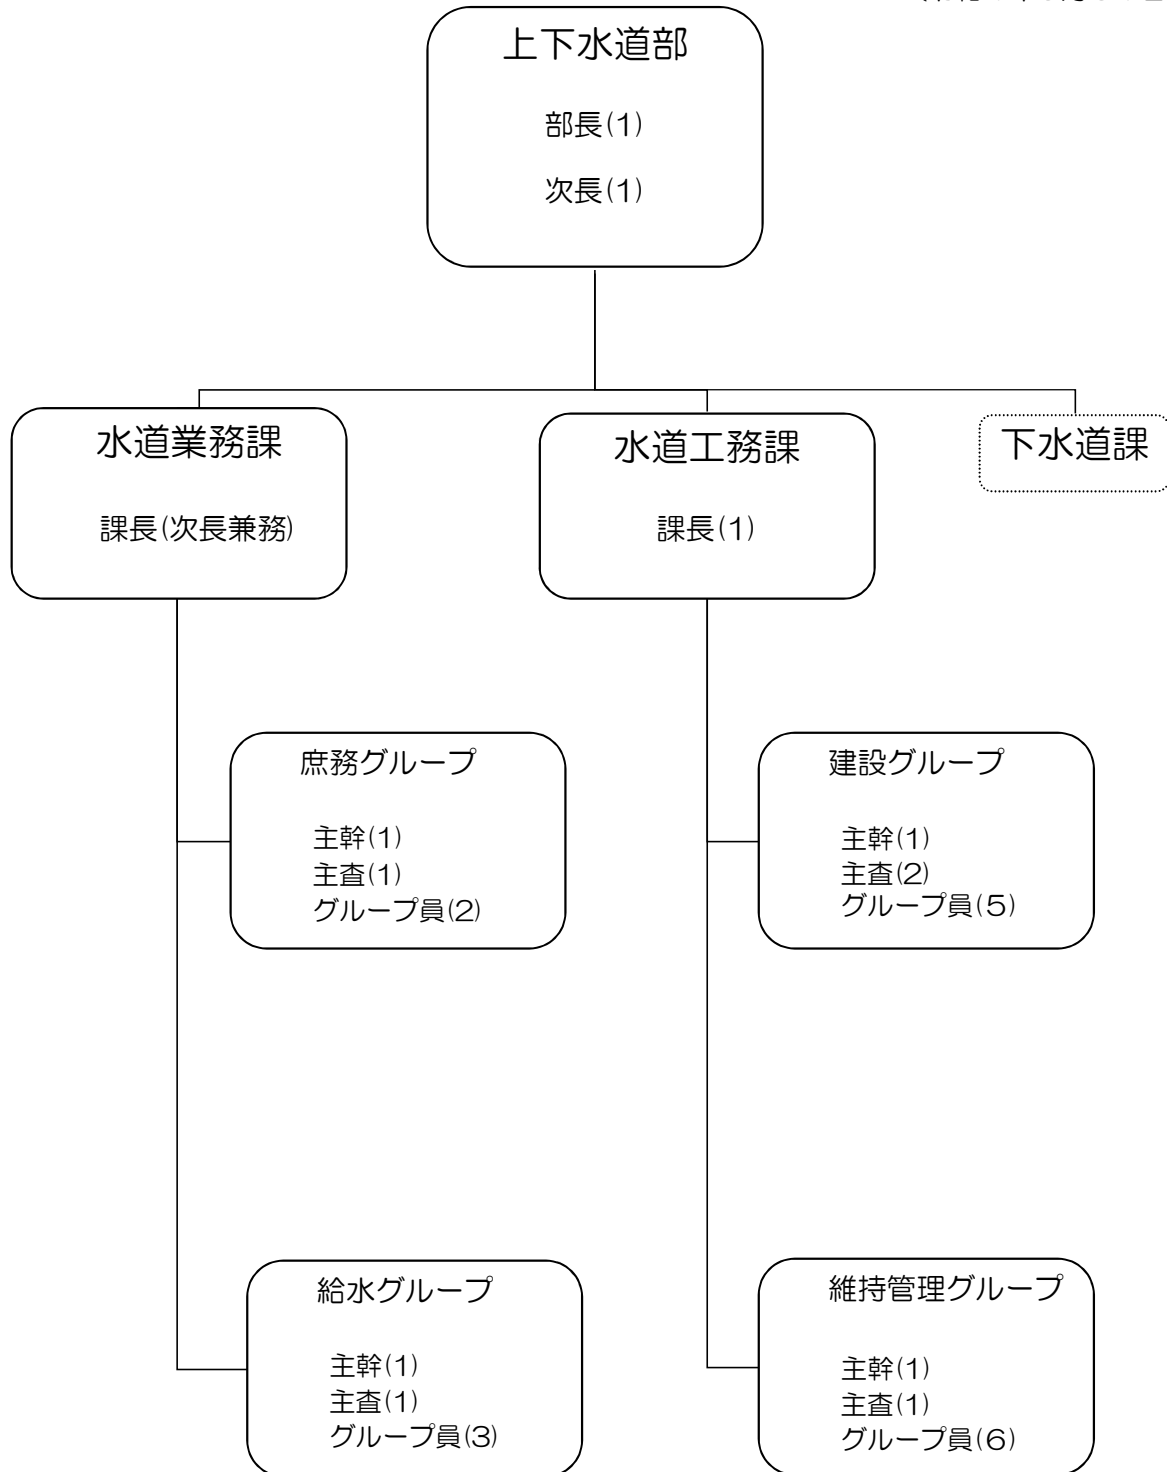 上下水道部
部長(1)
次長(1)
水道業務課
課長(次長兼務)
水道工務課
課長(1)
下水道課
庶務グループ
主幹(1)
主査(1)
グループ員(2)
建設グループ
主幹(1)
主査(2)
グループ員(5)
給水グループ
主幹(1)
主査(1)
グループ員(3)
維持管理グループ
主幹(1)
主査(1)
グループ員(6)